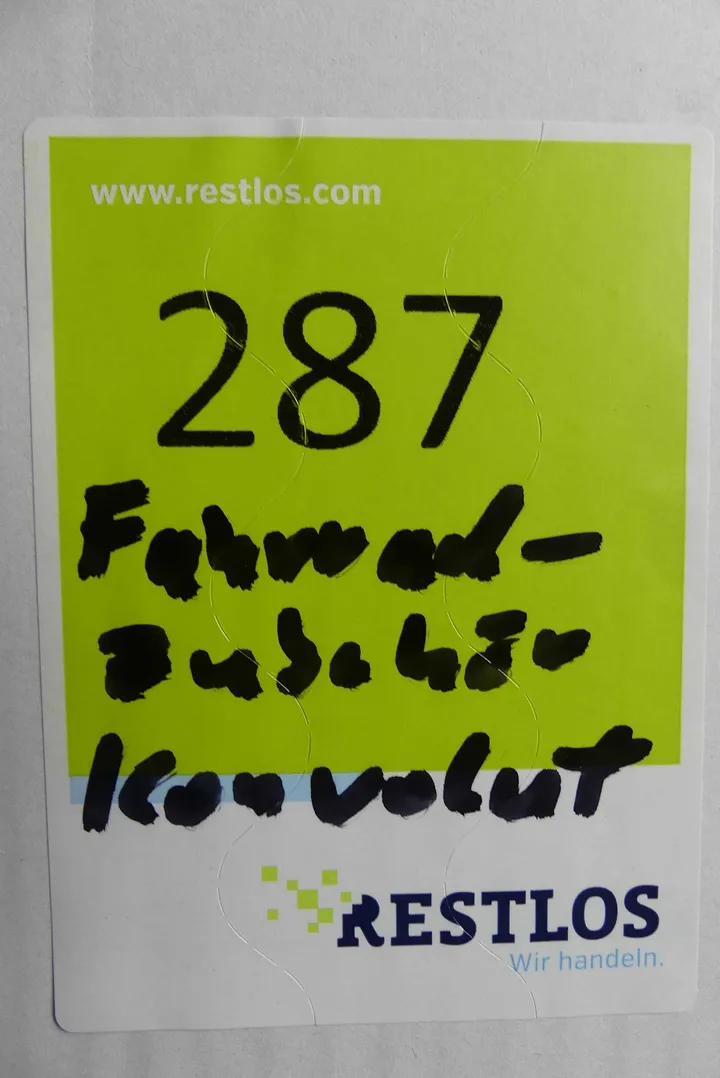 www.restlos.com
287
Fahrrad-
zubehör
Konvolut
RESTLOS
Wir handeln.